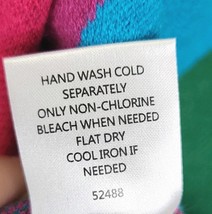 HAND WASH COLD
SEPARATELY
ONLY NON-CHLORINE
BLEACH WHEN NEEDED
FLAT DRY
COOL IRON IF
NEEDED
52488